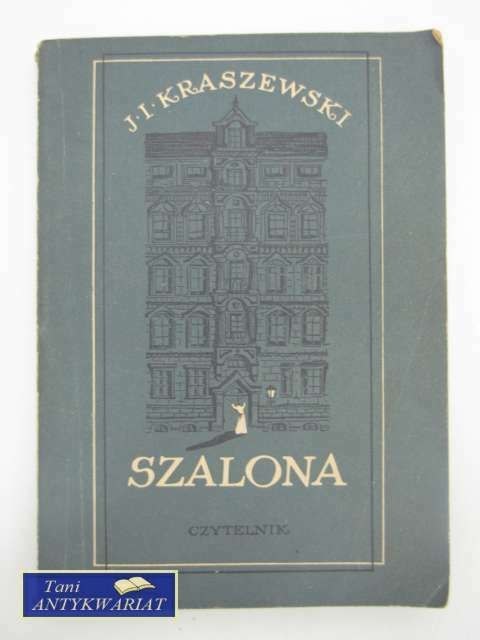 J·I·KRASZEWSKI
SZALONA
CZYTELNIK
Tani
ANTYKWARIAT